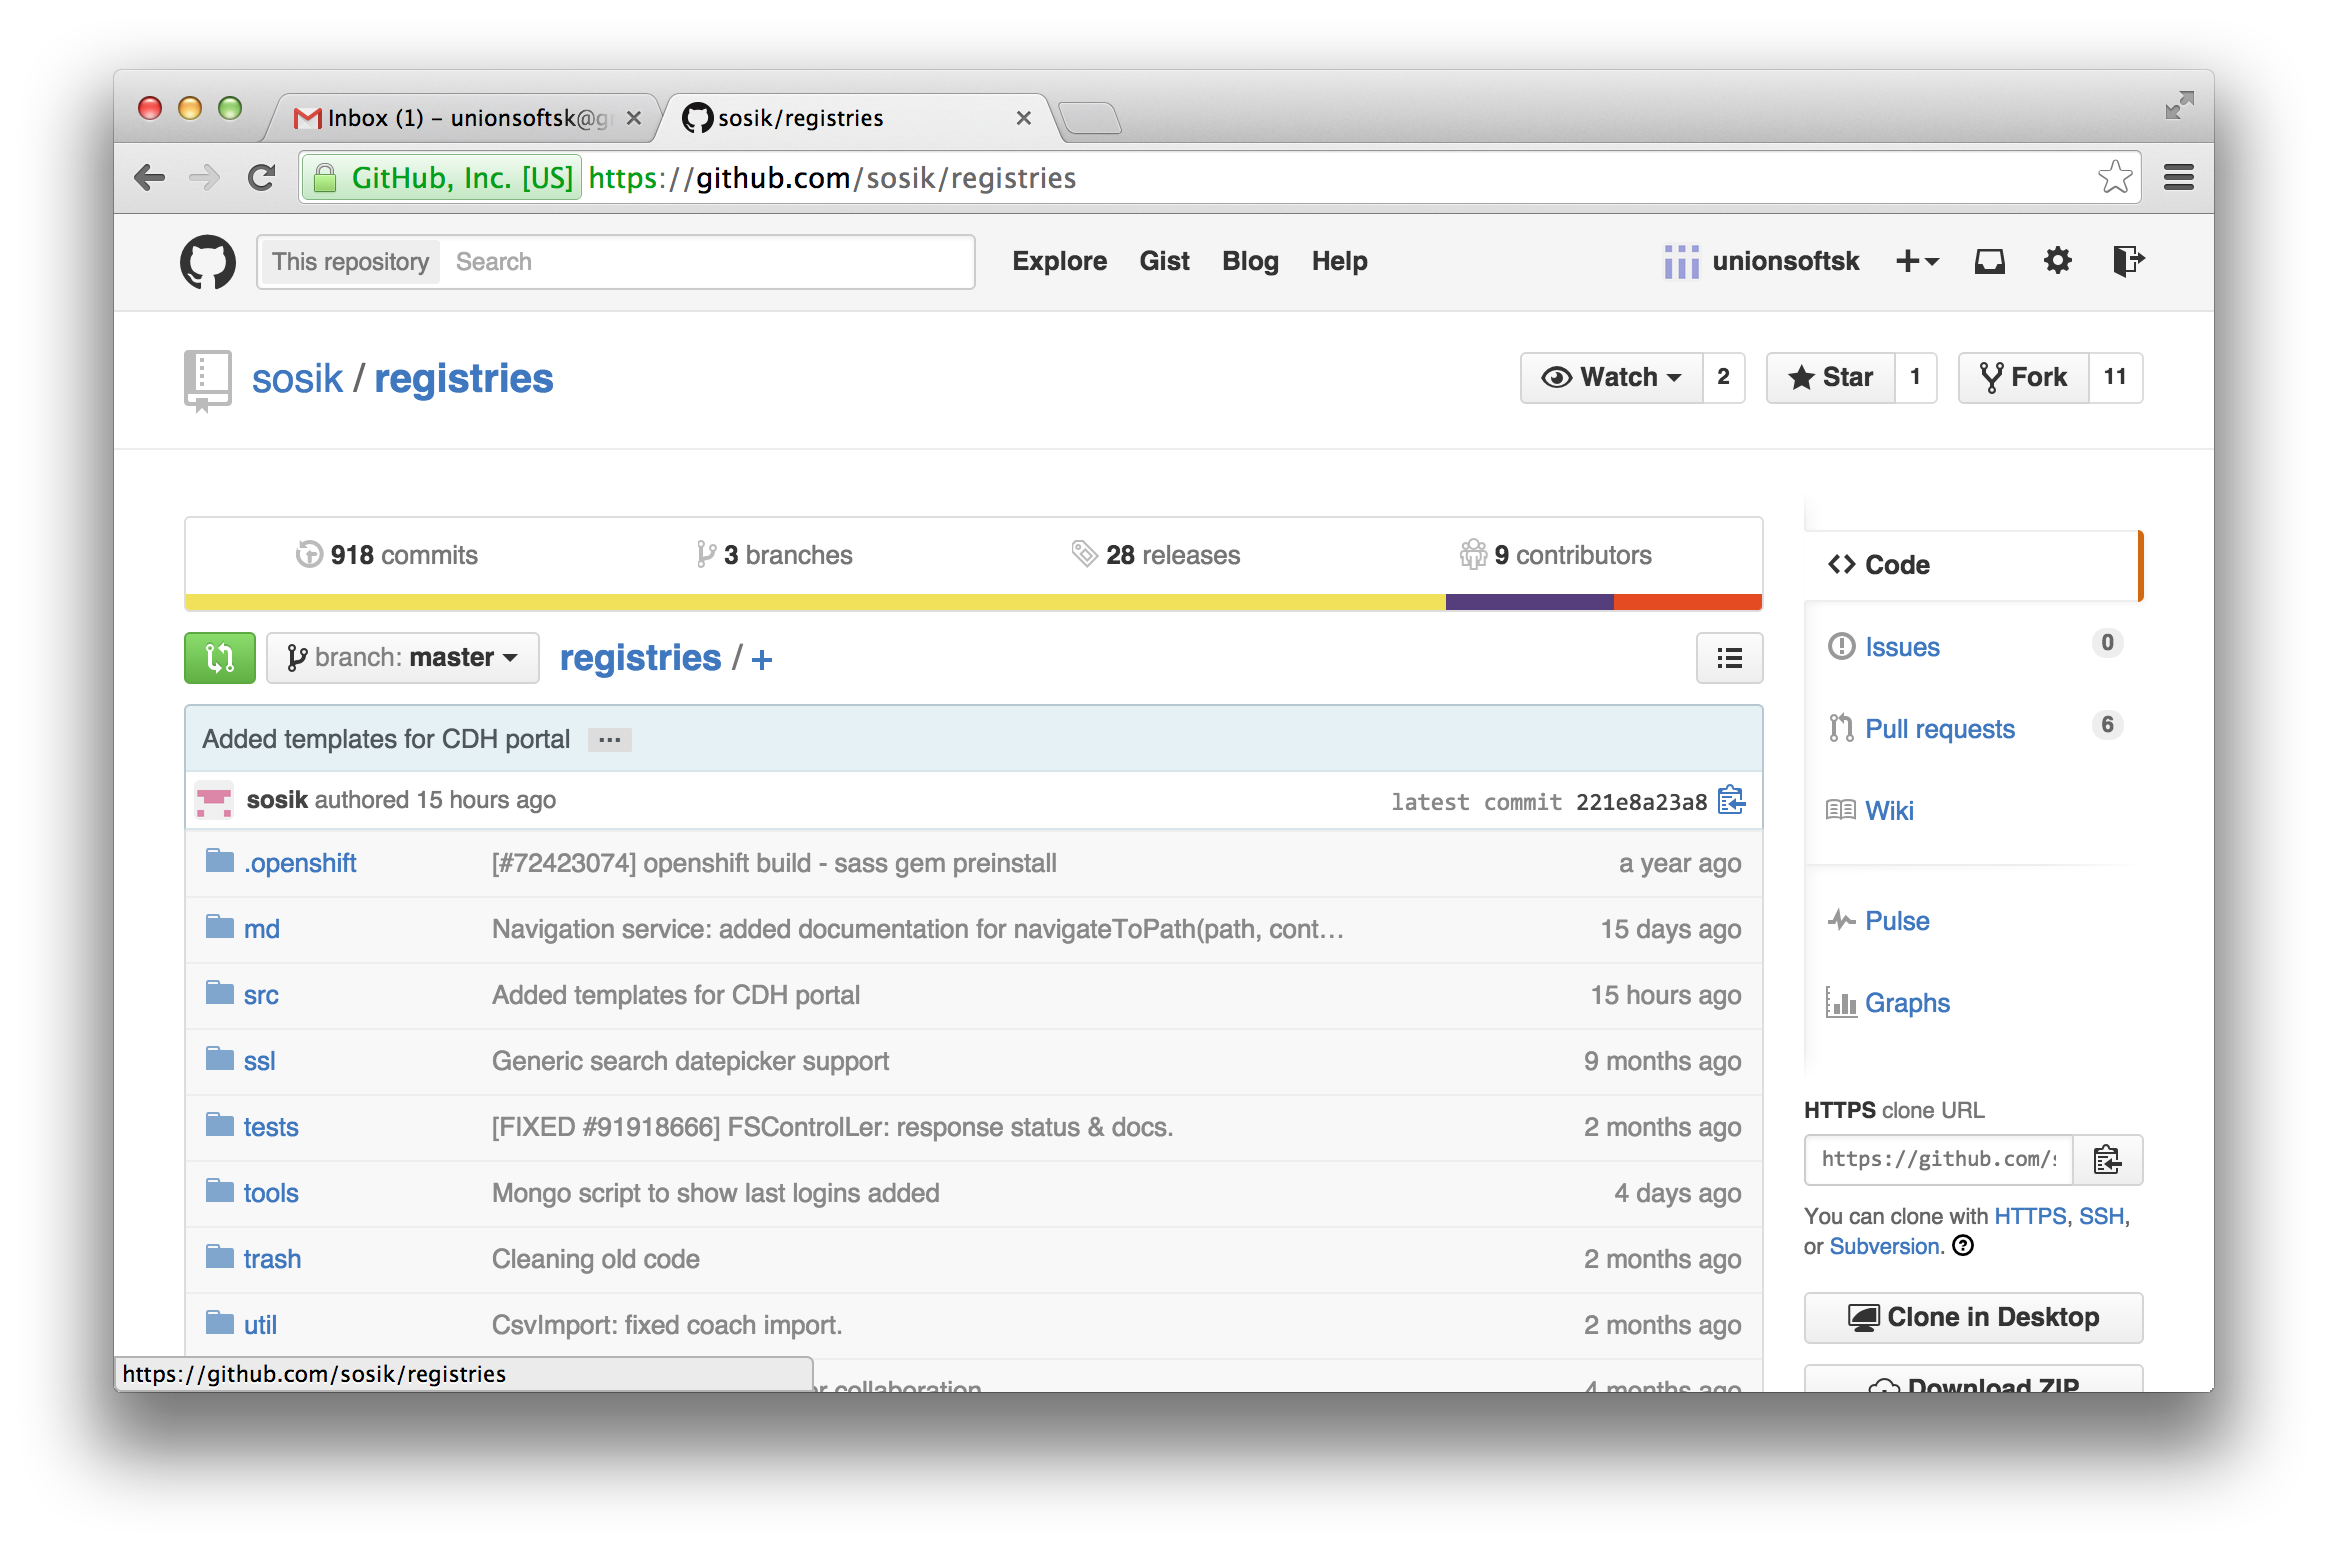 Inbox (1) – unionsoftsk@g
sosik/registries
GitHub, Inc. [US] https://github.com/sosik/registries
This repository Search Explore Gist Blog Help unionsoftsk
sosik / registries
Watch 2 Star 1 Fork 11
918 commits 3 branches 28 releases 9 contributors
branch: master registries / +
Added templates for CDH portal ...
sosik authored 15 hours ago latest commit 221e8a23a8
.openshift [#72423074] openshift build - sass gem preinstall a year ago
md Navigation service: added documentation for navigateToPath(path, cont… 15 days ago
src Added templates for CDH portal 15 hours ago
ssl Generic search datepicker support 9 months ago
tests [FIXED #91918666] FSControlLer: response status & docs. 2 months ago
tools Mongo script to show last logins added 4 days ago
trash Cleaning old code 2 months ago
util CsvImport: fixed coach import. 2 months ago
collaboration 4 months ago
https://github.com/sosik/registries
Code
Issues 0
Pull requests 6
Wiki
Pulse
Graphs
HTTPS clone URL
https://github.com/s
You can clone with HTTPS, SSH,
or Subversion.
Clone in Desktop
Download ZIP